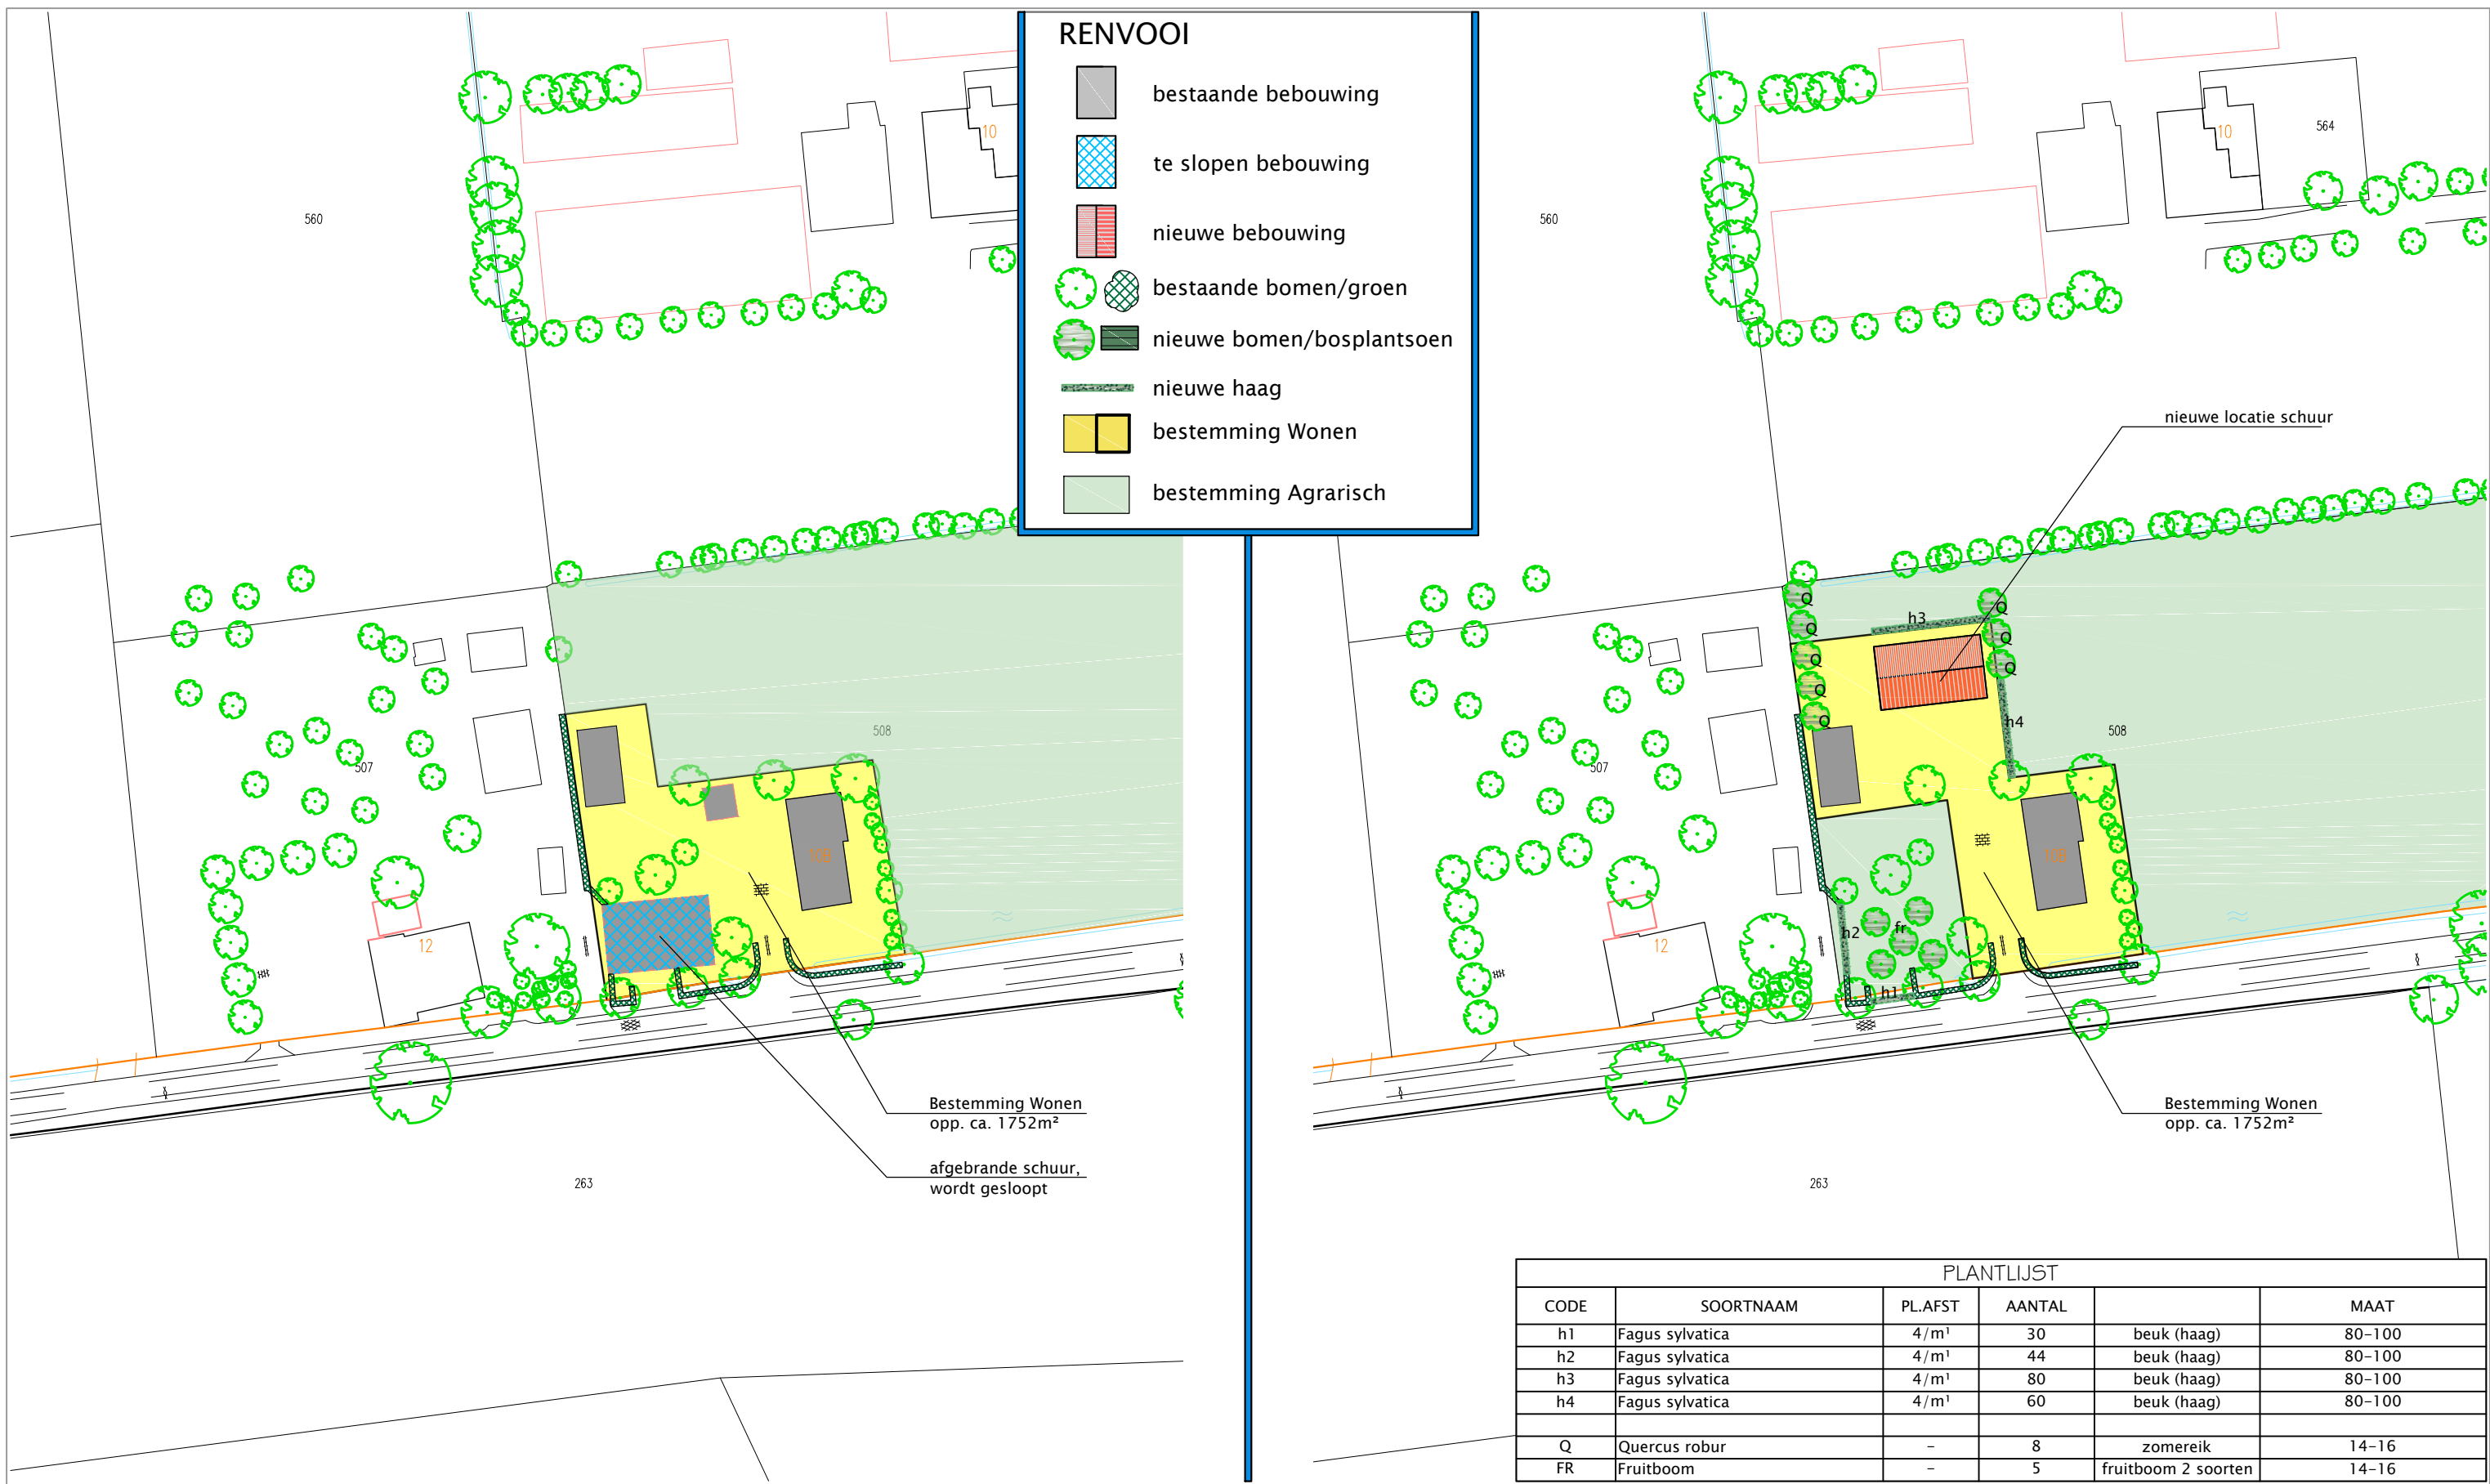 RENVOOI
bestaande bebouwing
te slopen bebouwing
nieuwe bebouwing
bestaande bomen/groen
nieuwe bomen/bosplantsoen
nieuwe haag
bestemming Wonen
bestemming Agrarisch
10
560
507
508
100
12
Bestemming Wonen
opp. ca. 1752m²
afgebrande schuur,
wordt gesloopt
263
10
564
560
nieuwe locatie schuur
Q
Q
h3
Q
Q
Q
Q
Q
Q
h4
507
508
h2
fr
h1
12
Bestemming Wonen
opp. ca. 1752m²
263
PLANTLIJST
CODE SOORTNAAM PL.AFST AANTAL MAAT
h1 Fagus sylvatica 4/m¹ 30 beuk (haag) 80-100
h2 Fagus sylvatica 4/m¹ 44 beuk (haag) 80-100
h3 Fagus sylvatica 4/m¹ 80 beuk (haag) 80-100
h4 Fagus sylvatica 4/m¹ 60 beuk (haag) 80-100
Q Quercus robur - 8 zomereik 14-16
FR Fruitboom - 5 fruitboom 2 soorten 14-16